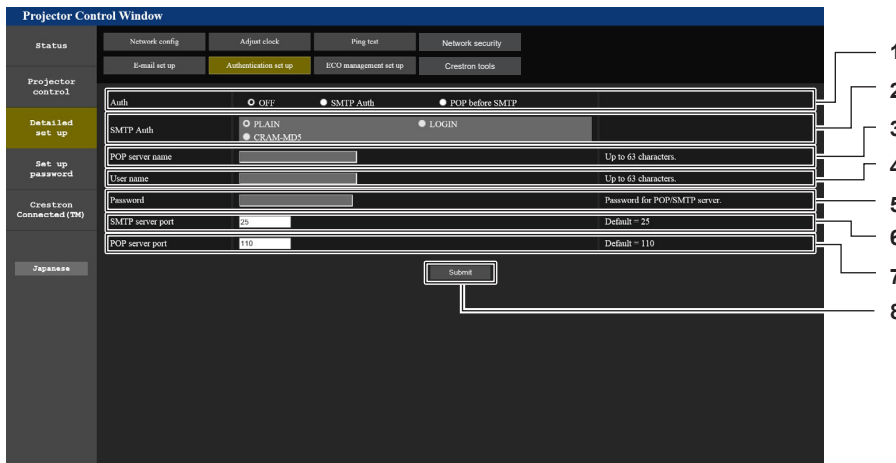 Projector Control Window
Status
Network config
Adjust clock
Ping test
Network security
E-mail set up
Authentication set up
ECO management set up
Crestron tools
Projector
control
Detailed
set up
Set up
password
Crestron
Connected(TM)
Japanese
Auth
OFF
SMTP Auth
POP before SMTP
1
SMTP Auth
PLAIN
LOGIN
CRAM-MD5
2
POP server name
Up to 63 characters.
3
User name
Up to 63 characters.
4
Password
Password for POP/SMTP server.
5
SMTP server port
25
Default = 25
6
POP server port
110
Default = 110
7
Submit
8